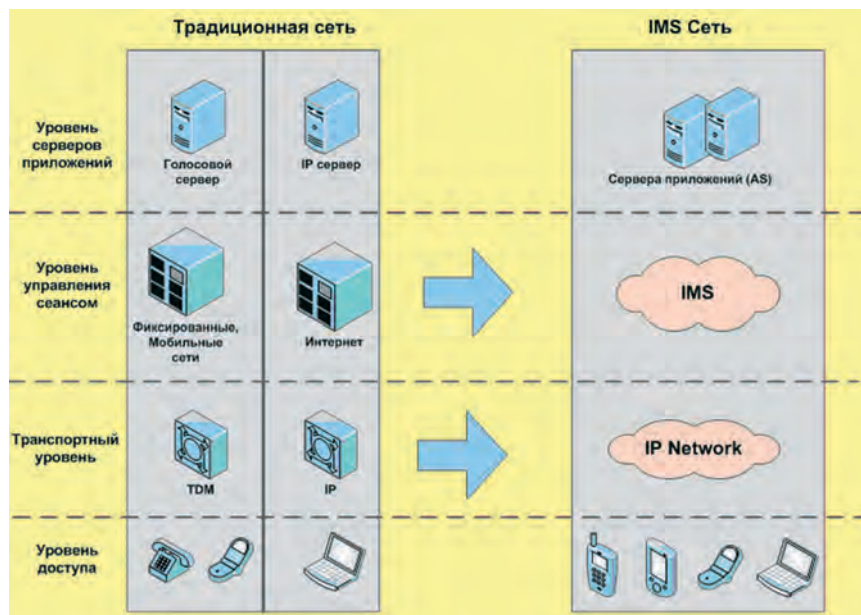 Традиционная сеть
IMS Сеть
Уровень
серверов
приложений
Голосовой
сервер
IP сервер
Сервера приложений (AS)
Уровень
управления
сеансом
Фиксированные,
Мобильные
сети
Интернет
IMS
Транспортный
уровень
TDM
IP
IP Network
Уровень
доступа